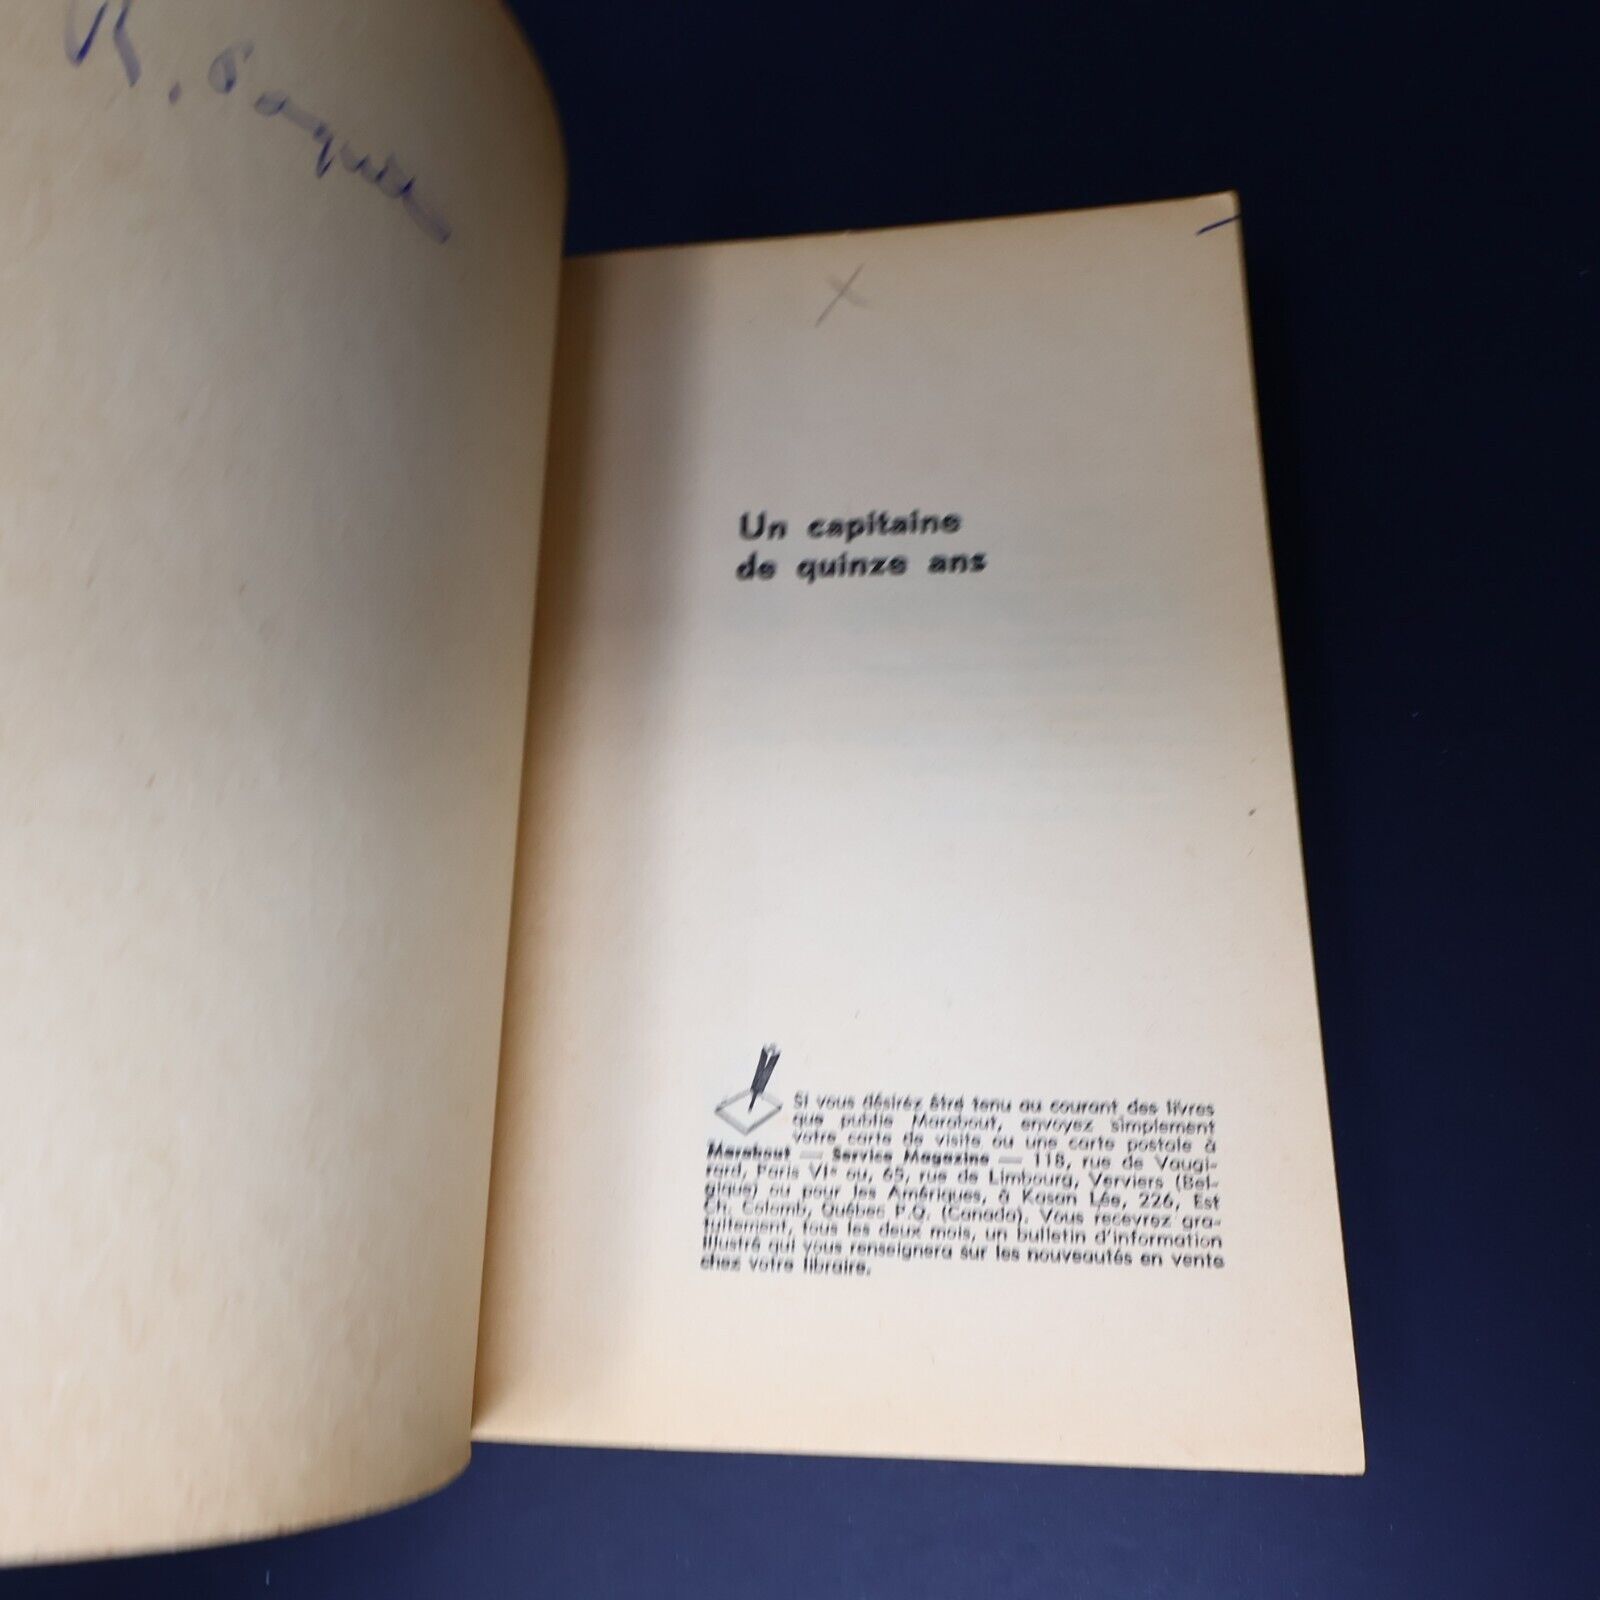 R.
Un capitaine
de quinze ans
Si vous désirez être tenu au courant des livres
que publie Marabout, envoyez simplement
votre carte de visite ou une carte postale à
Marabout — Service Magazine — 118, rue de Vaugi-
rard, Paris VIe ou, 65, rue de Limbourg, Verviers (Bel-
gique) ou pour les Amériques, à Kasan Lée, 226, Est
Ch. Colomb, Québec P.Q. (Canada). Vous recevrez gra-
tuitement, tous les deux mois, un bulletin d'information
illustré qui vous renseignera sur les nouveautés en vente
chez votre libraire.